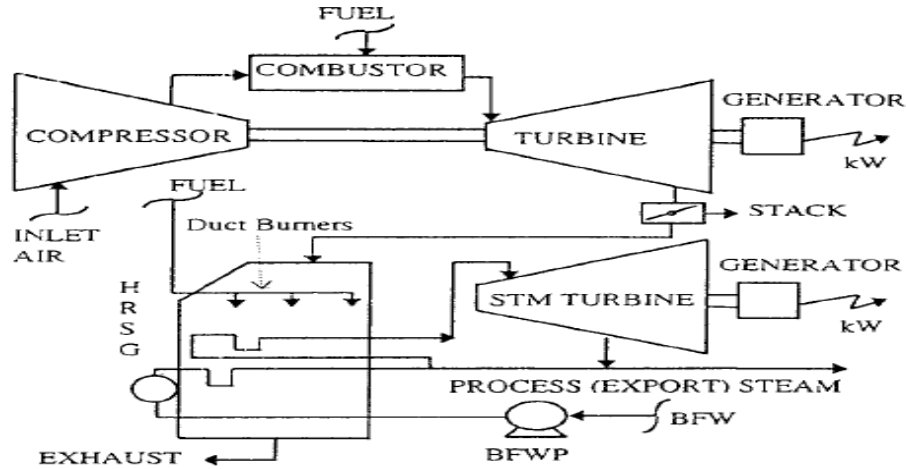 FUEL
COMBUSTOR
GENERATOR
COMPRESSOR
TURBINE
kW
FUEL
STACK
INLET
AIR
Duct Burners
GENERATOR
HRSG
STM TURBINE
kW
PROCESS (EXPORT) STEAM
BFW
EXHAUST
BFWP